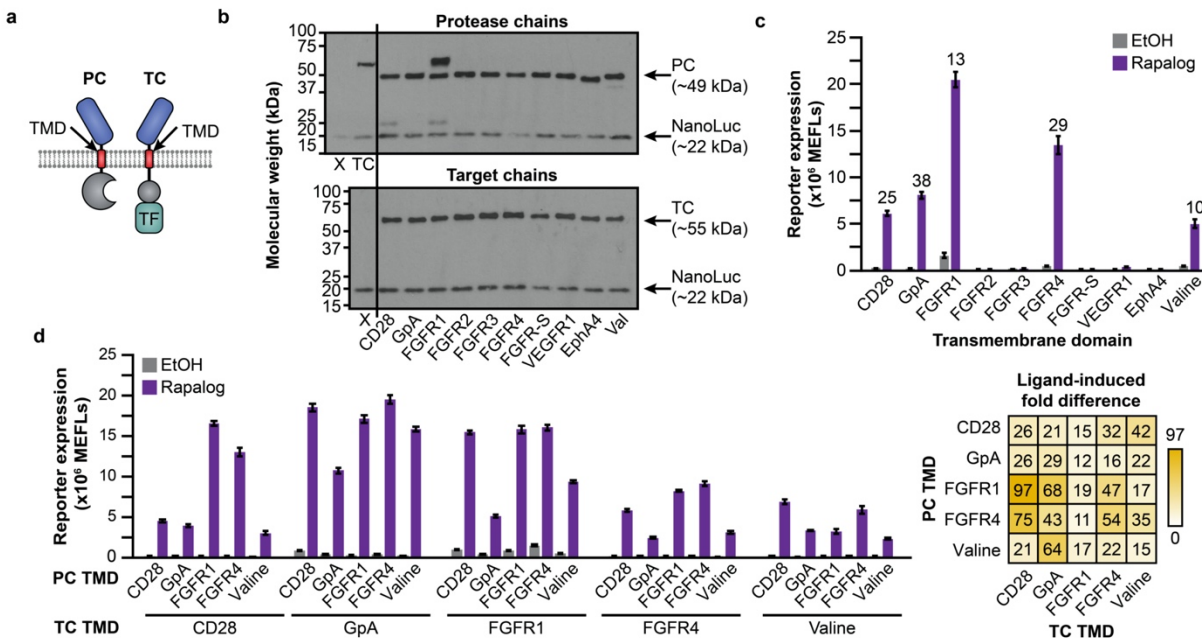 a
PC
TC
TMD
TMD
TF
b
Protease chains
Molecular weight (kDa)
100
75
50
37
25
20
15
PC
(~49 kDa)
NanoLuc
(~22 kDa)
X TC
Target chains
100
75
50
37
25
20
15
TC
(~55 kDa)
NanoLuc
(~22 kDa)
X
CD28
GpA
FGFR1
FGFR2
FGFR3
FGFR4
FGFR-S
VEGFR1
EphA4
Val
c
Reporter expression
(x10⁶ MEFLs)
25
20
15
10
5
0
EtOH
Rapalog
25
38
13
29
10
CD28
GpA
FGFR1
FGFR2
FGFR3
FGFR4
FGFR-S
VEGFR1
EphA4
Valine
Transmembrane domain
d
Reporter expression
(x10⁶ MEFLs)
25
20
15
10
5
0
EtOH
Rapalog
PC TMD
CD28 GpA FGFR1 FGFR4 Valine CD28 GpA FGFR1 FGFR4 Valine CD28 GpA FGFR1 FGFR4 Valine CD28 GpA FGFR1 FGFR4 Valine CD28 GpA FGFR1 FGFR4 Valine
TC TMD CD28 GpA FGFR1 FGFR4 Valine
Ligand-induced
fold difference
PC TMD
CD28 26 21 15 32 42
GpA 26 29 12 16 22
FGFR1 97 68 19 47 17
FGFR4 75 43 11 54 35
Valine 21 64 17 22 15
97
0
CD28 GpA FGFR1 FGFR4 Valine
TC TMD